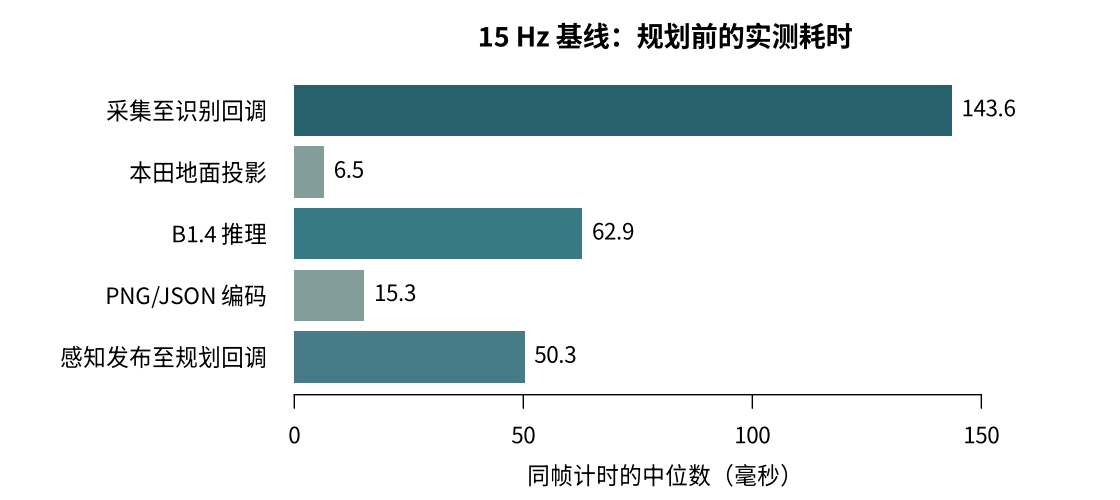 15 Hz 基线：规划前的实测耗时
采集至识别回调 143.6
本田地面投影 6.5
B1.4 推理 62.9
PNG/JSON 编码 15.3
感知发布至规划回调 50.3
0 50 100 150
同帧计时的中位数（毫秒）